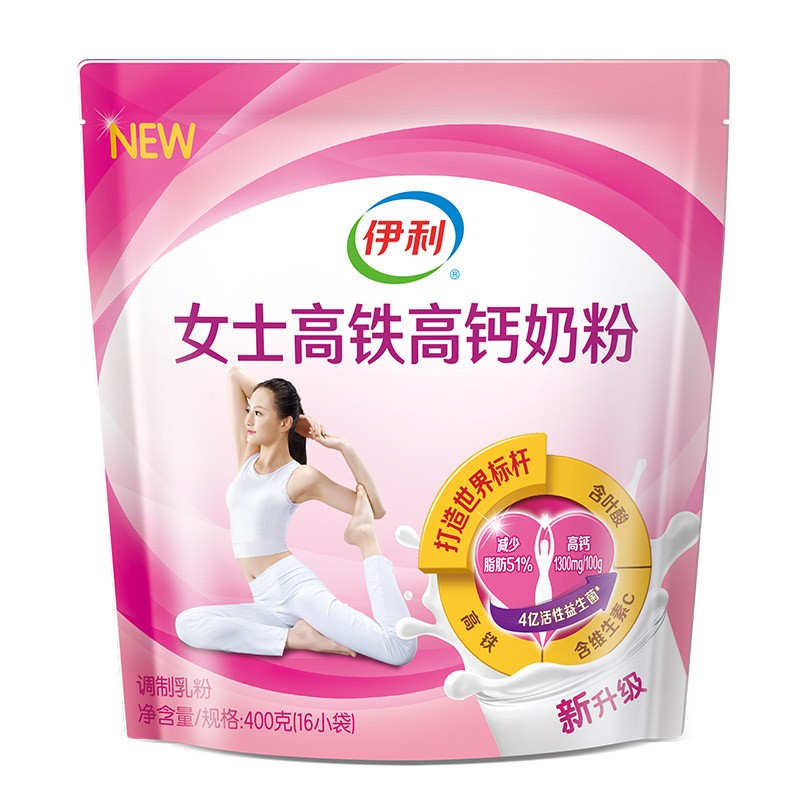 NEW
伊利
®
女士高铁高钙奶粉
打造世界标杆
含叶酸
减少
脂肪51%
高钙
1300mg/100g
4亿活性益生菌*
高铁
含维生素C
新升级
调制乳粉
净含量/规格:400克(16小袋)